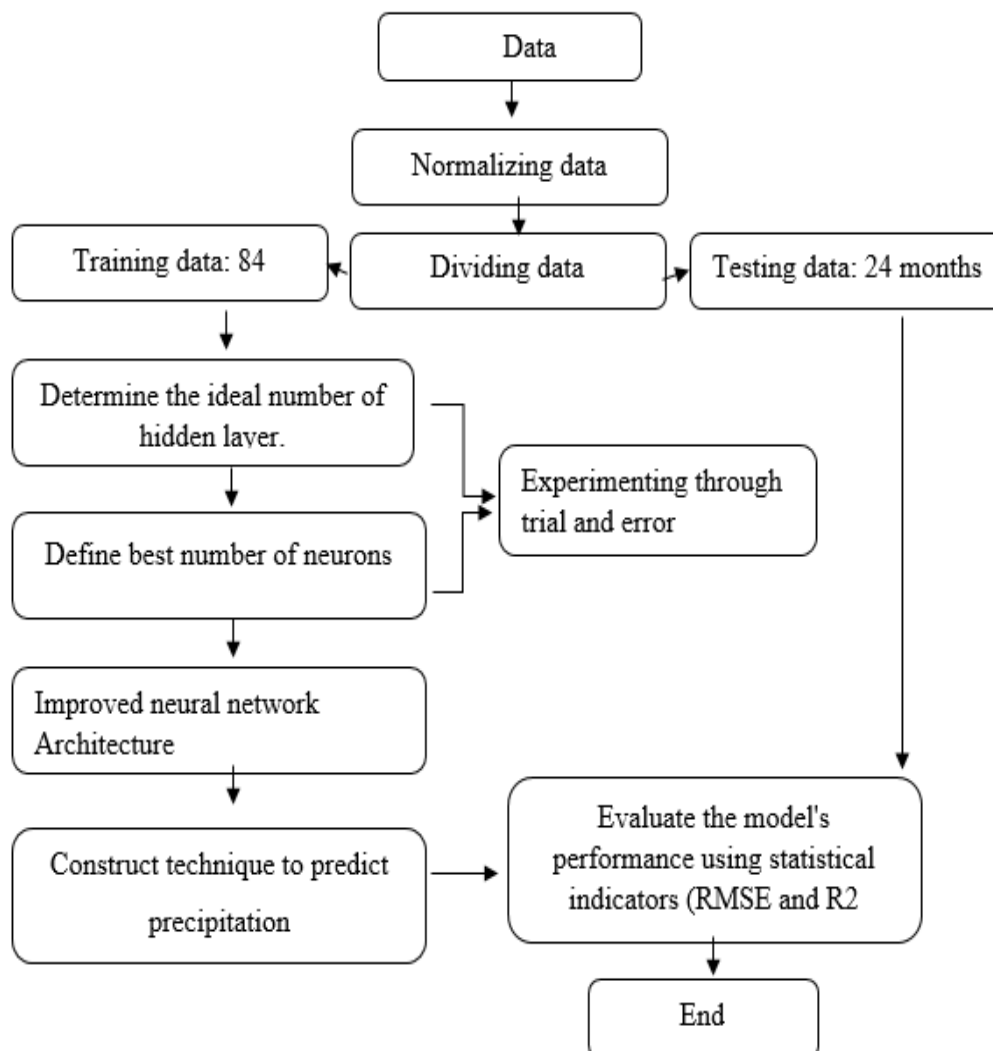 Data
Normalizing data
Training data: 84
Dividing data
Testing data: 24 months
Determine the ideal number of
hidden layer.
Experimenting through
trial and error
Define best number of neurons
Improved neural network
Architecture
Construct technique to predict
precipitation
Evaluate the model's
performance using statistical
indicators (RMSE and R2
End